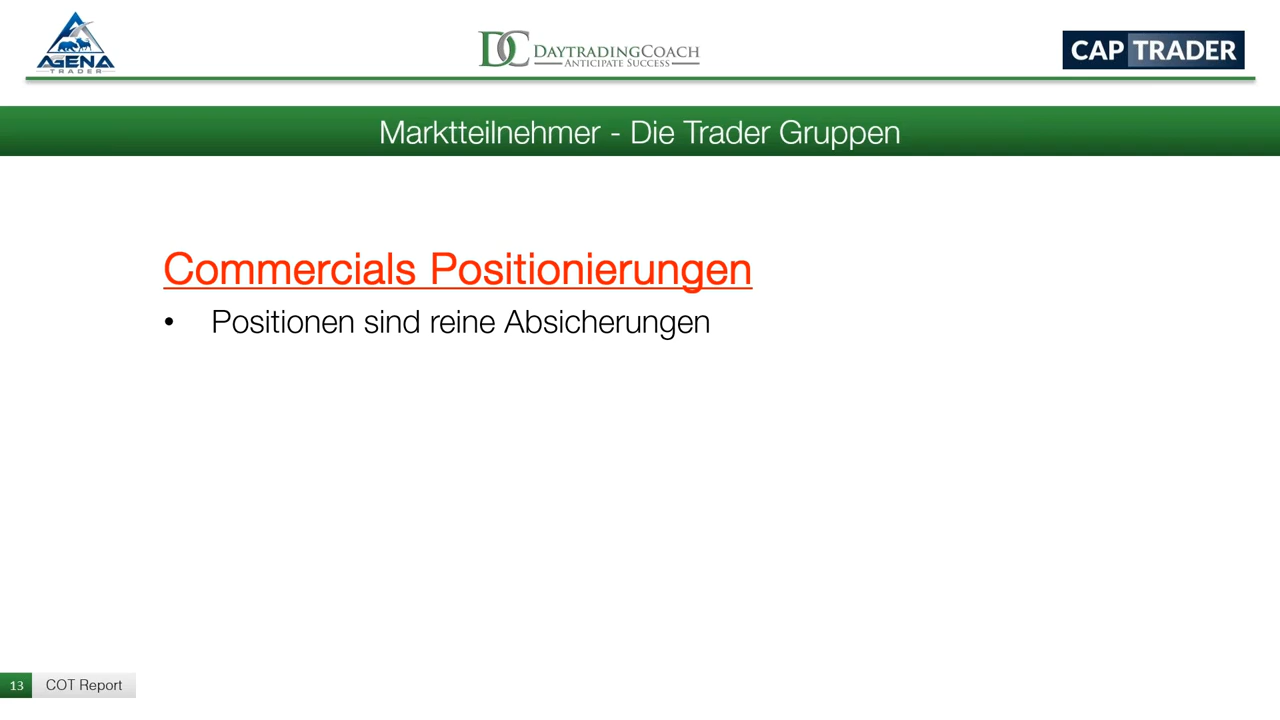 AGENA
TRADER
DC DAYTRADINGCOACH
ANTICIPATE SUCCESS
CAP TRADER
Marktteilnehmer - Die Trader Gruppen
Commercials Positionierungen
• Positionen sind reine Absicherungen
13 COT Report